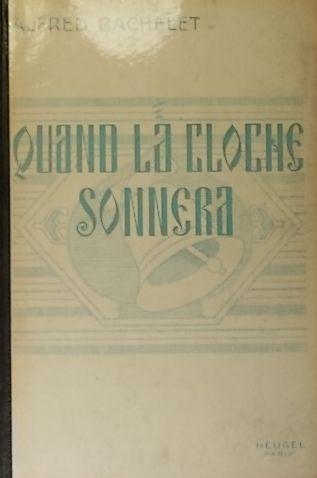 ALFRED BACHELET
QUAND LA CLOCHE
SONNERA
HEUGEL
PARIS